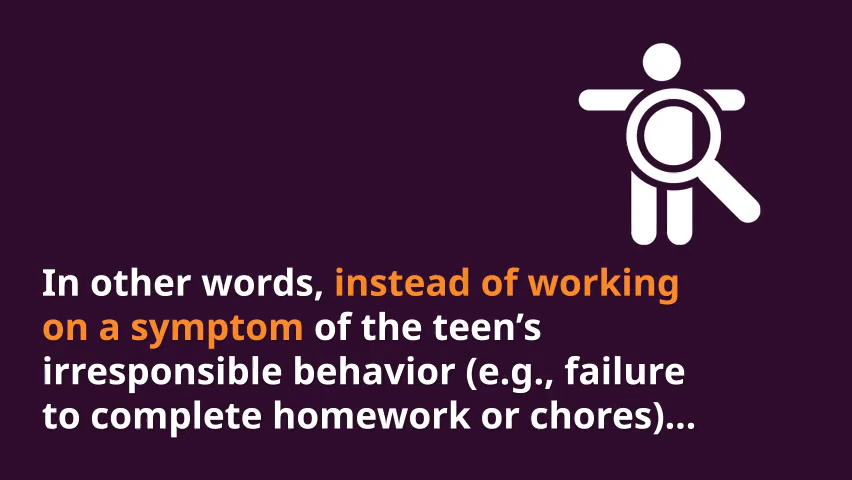 In other words, instead of working
on a symptom of the teen’s
irresponsible behavior (e.g., failure
to complete homework or chores)...